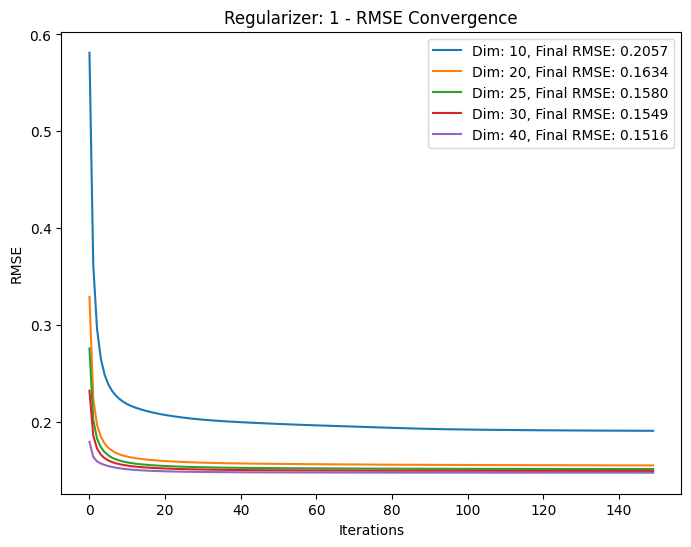 Regularizer: 1 - RMSE Convergence
Dim: 10, Final RMSE: 0.2057
Dim: 20, Final RMSE: 0.1634
Dim: 25, Final RMSE: 0.1580
Dim: 30, Final RMSE: 0.1549
Dim: 40, Final RMSE: 0.1516
RMSE
0.6
0.5
0.4
0.3
0.2
0 20 40 60 80 100 120 140
Iterations